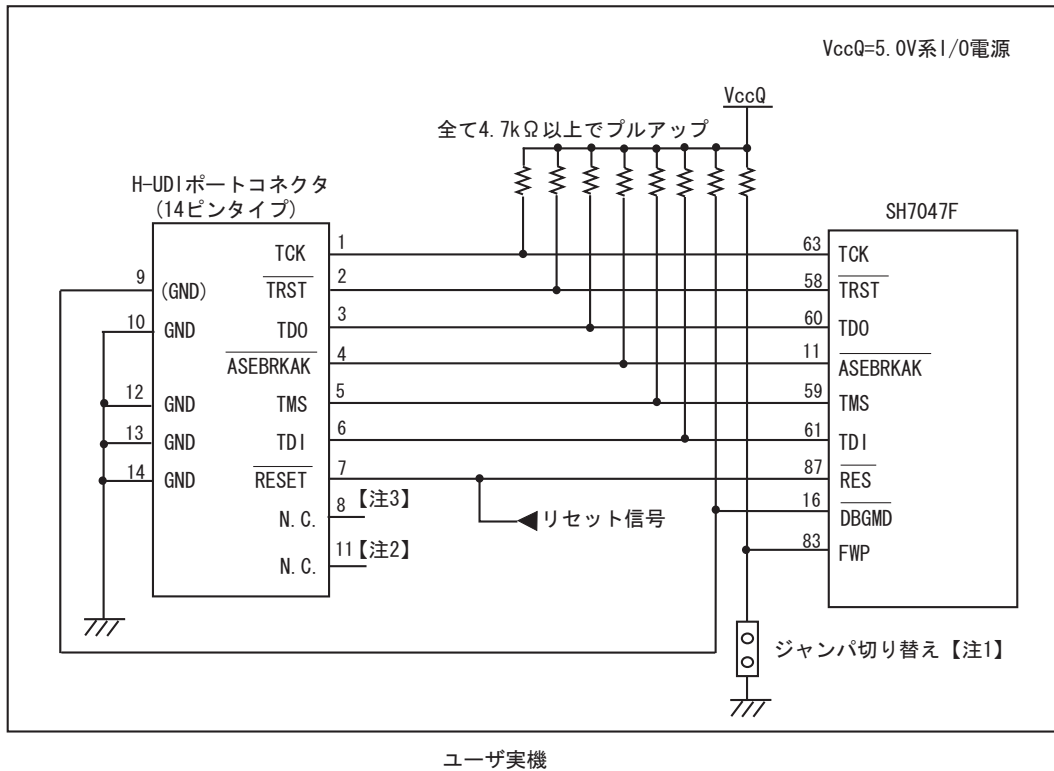 VccQ=5.0V系I/O電源
VccQ
全て4.7kΩ以上でプルアップ
H-UDIポートコネクタ
(14ピンタイプ)
SH7047F
TCK 1
9 (GND)
TRST 2
10 GND
TDO 3
ASEBRKAK 4
12 GND
TMS 5
13 GND
TDI 6
14 GND
RESET 7
N.C. 8 【注3】
N.C. 11 【注2】
リセット信号
63 TCK
58 TRST
60 TDO
11 ASEBRKAK
59 TMS
61 TDI
87 RES
16 DBGMD
83 FWP
ジャンパ切り替え【注1】
ユーザ実機